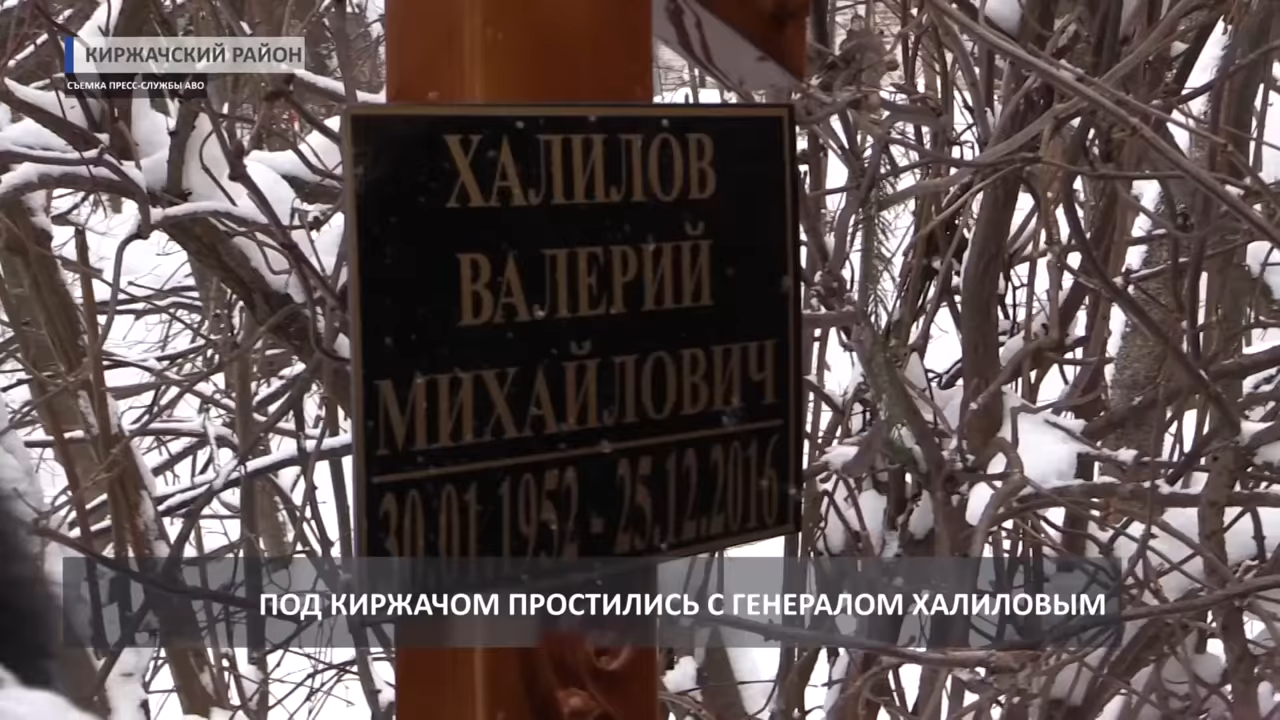 КИРЖАЧСКИЙ РАЙОН
СЪЕМКА ПРЕСС-СЛУЖБЫ АВО
ХАЛИЛОВ
ВАЛЕРИЙ
МИХАЙЛОВИЧ
30.01.1952 - 25.12.2016
ПОД КИРЖАЧОМ ПРОСТИЛИСЬ С ГЕНЕРАЛОМ ХАЛИЛОВЫМ